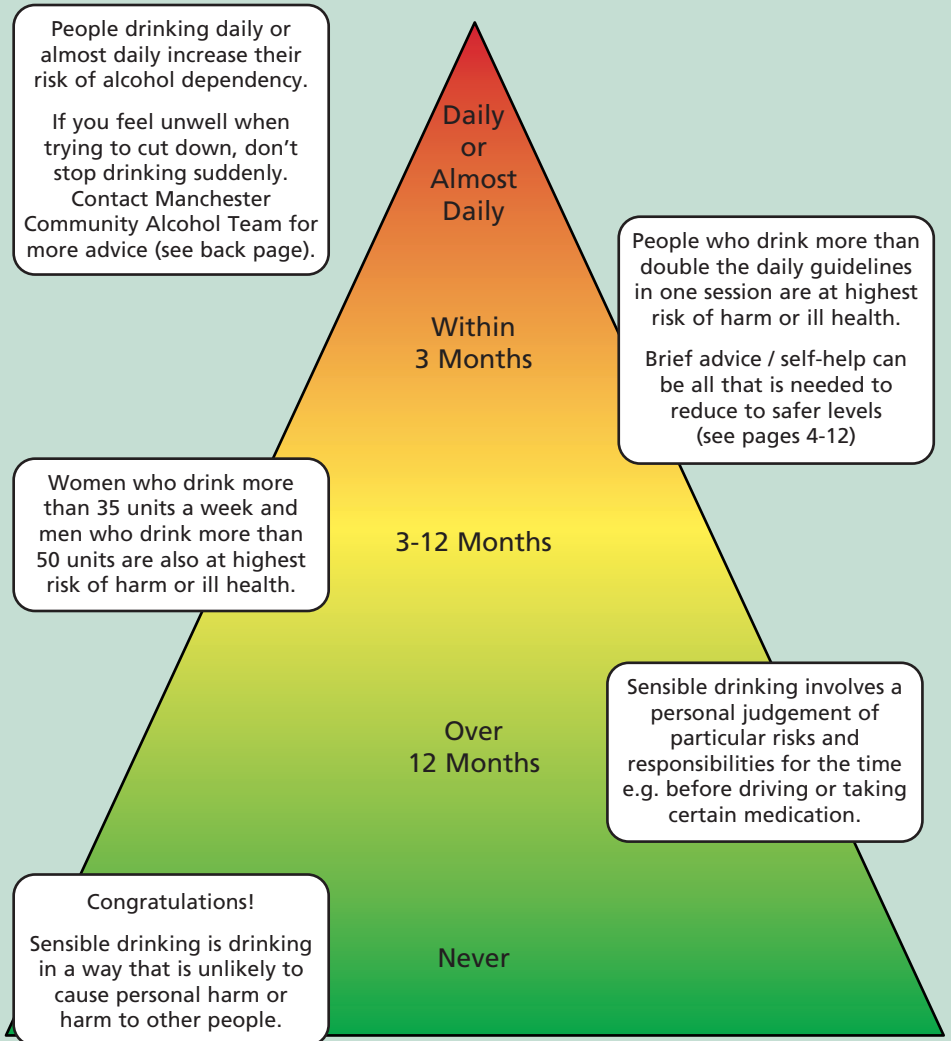 People drinking daily or
almost daily increase their
risk of alcohol dependency.
If you feel unwell when
trying to cut down, don't
stop drinking suddenly.
Contact Manchester
Community Alcohol Team for
more advice (see back page).
Daily
or
Almost
Daily
People who drink more than
double the daily guidelines
in one session are at highest
risk of harm or ill health.
Brief advice / self-help can
be all that is needed to
reduce to safer levels
(see pages 4-12)
Within
3 Months
Women who drink more
than 35 units a week and
men who drink more than
50 units are also at highest
risk of harm or ill health.
3-12 Months
Sensible drinking involves a
personal judgement of
particular risks and
responsibilities for the time
e.g. before driving or taking
certain medication.
Over
12 Months
Congratulations!
Sensible drinking is drinking
in a way that is unlikely to
cause personal harm or
harm to other people.
Never